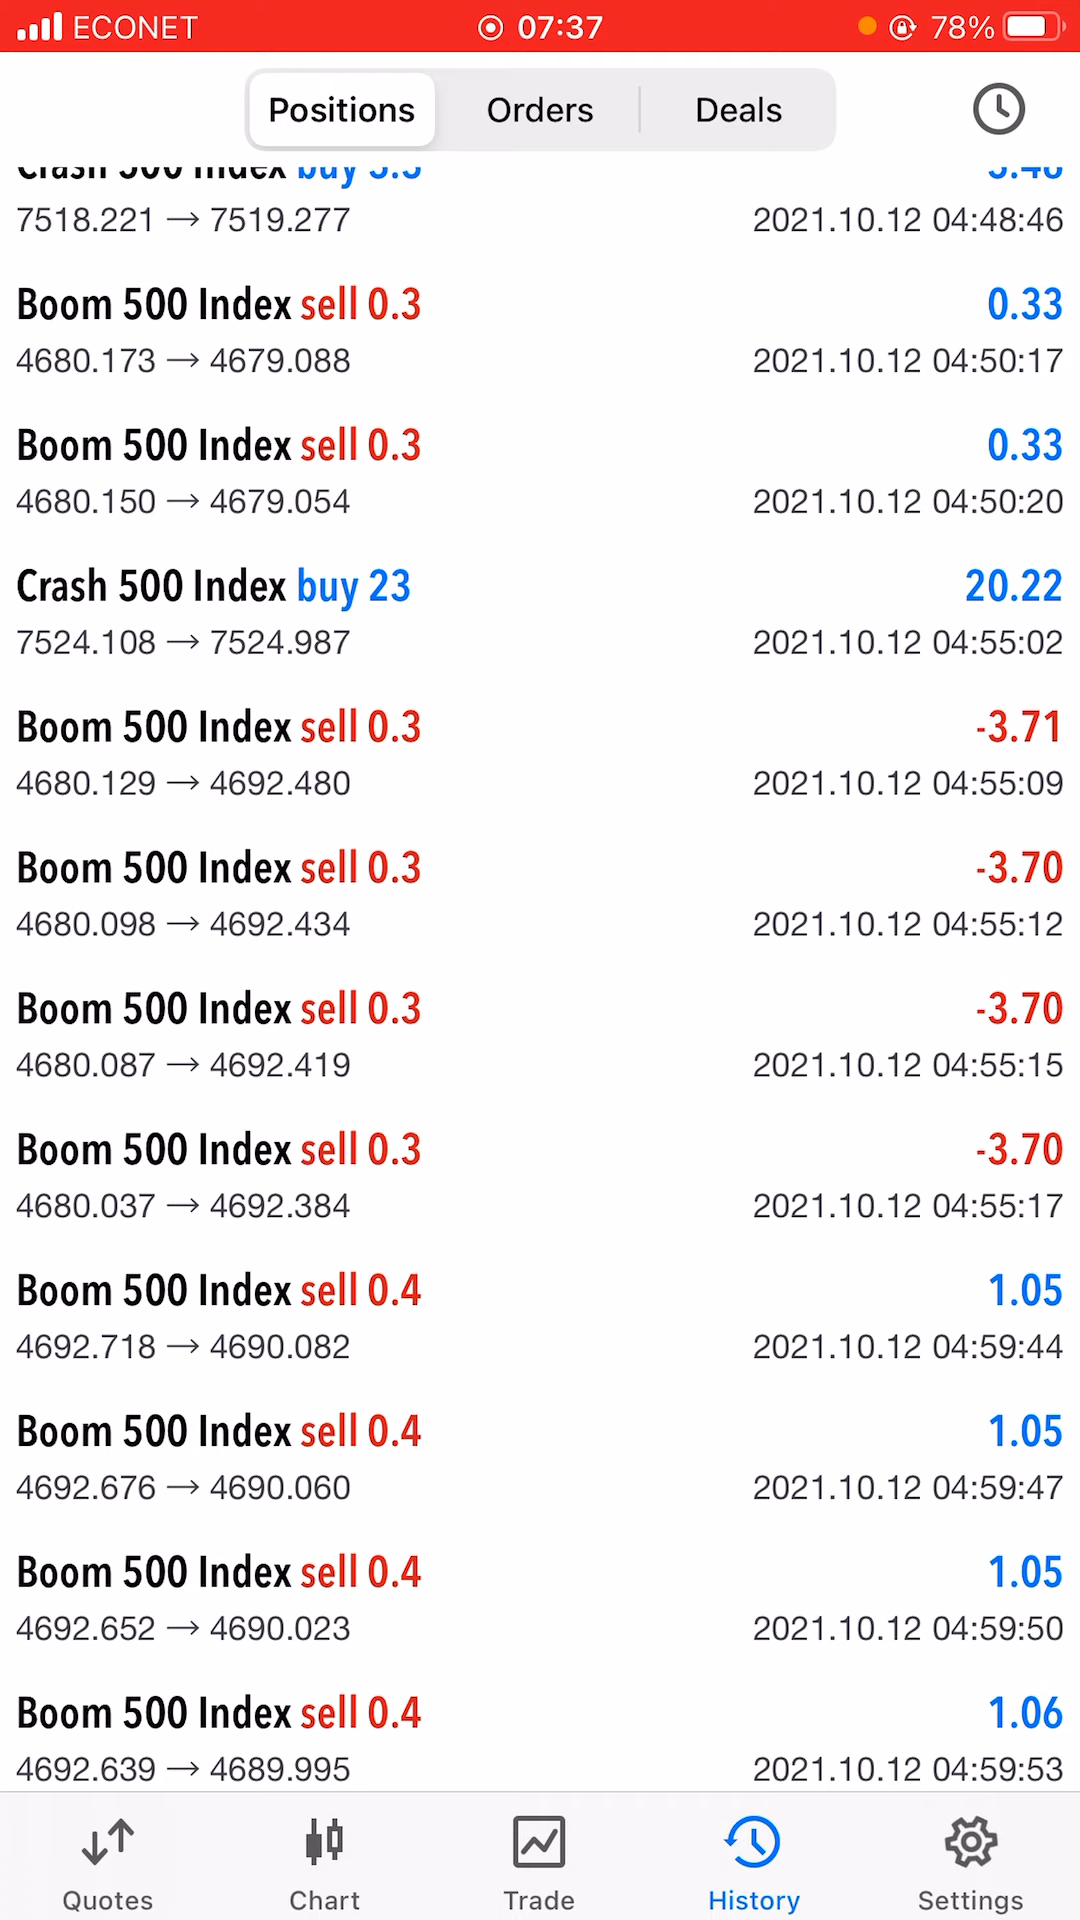 ECONET 07:37 78%
Positions Orders Deals
Crash 500 Index buy
7518.221 → 7519.277 2021.10.12 04:48:46
Boom 500 Index sell 0.3 0.33
4680.173 → 4679.088 2021.10.12 04:50:17
Boom 500 Index sell 0.3 0.33
4680.150 → 4679.054 2021.10.12 04:50:20
Crash 500 Index buy 23 20.22
7524.108 → 7524.987 2021.10.12 04:55:02
Boom 500 Index sell 0.3 -3.71
4680.129 → 4692.480 2021.10.12 04:55:09
Boom 500 Index sell 0.3 -3.70
4680.098 → 4692.434 2021.10.12 04:55:12
Boom 500 Index sell 0.3 -3.70
4680.087 → 4692.419 2021.10.12 04:55:15
Boom 500 Index sell 0.3 -3.70
4680.037 → 4692.384 2021.10.12 04:55:17
Boom 500 Index sell 0.4 1.05
4692.718 → 4690.082 2021.10.12 04:59:44
Boom 500 Index sell 0.4 1.05
4692.676 → 4690.060 2021.10.12 04:59:47
Boom 500 Index sell 0.4 1.05
4692.652 → 4690.023 2021.10.12 04:59:50
Boom 500 Index sell 0.4 1.06
4692.639 → 4689.995 2021.10.12 04:59:53
Quotes Chart Trade History Settings